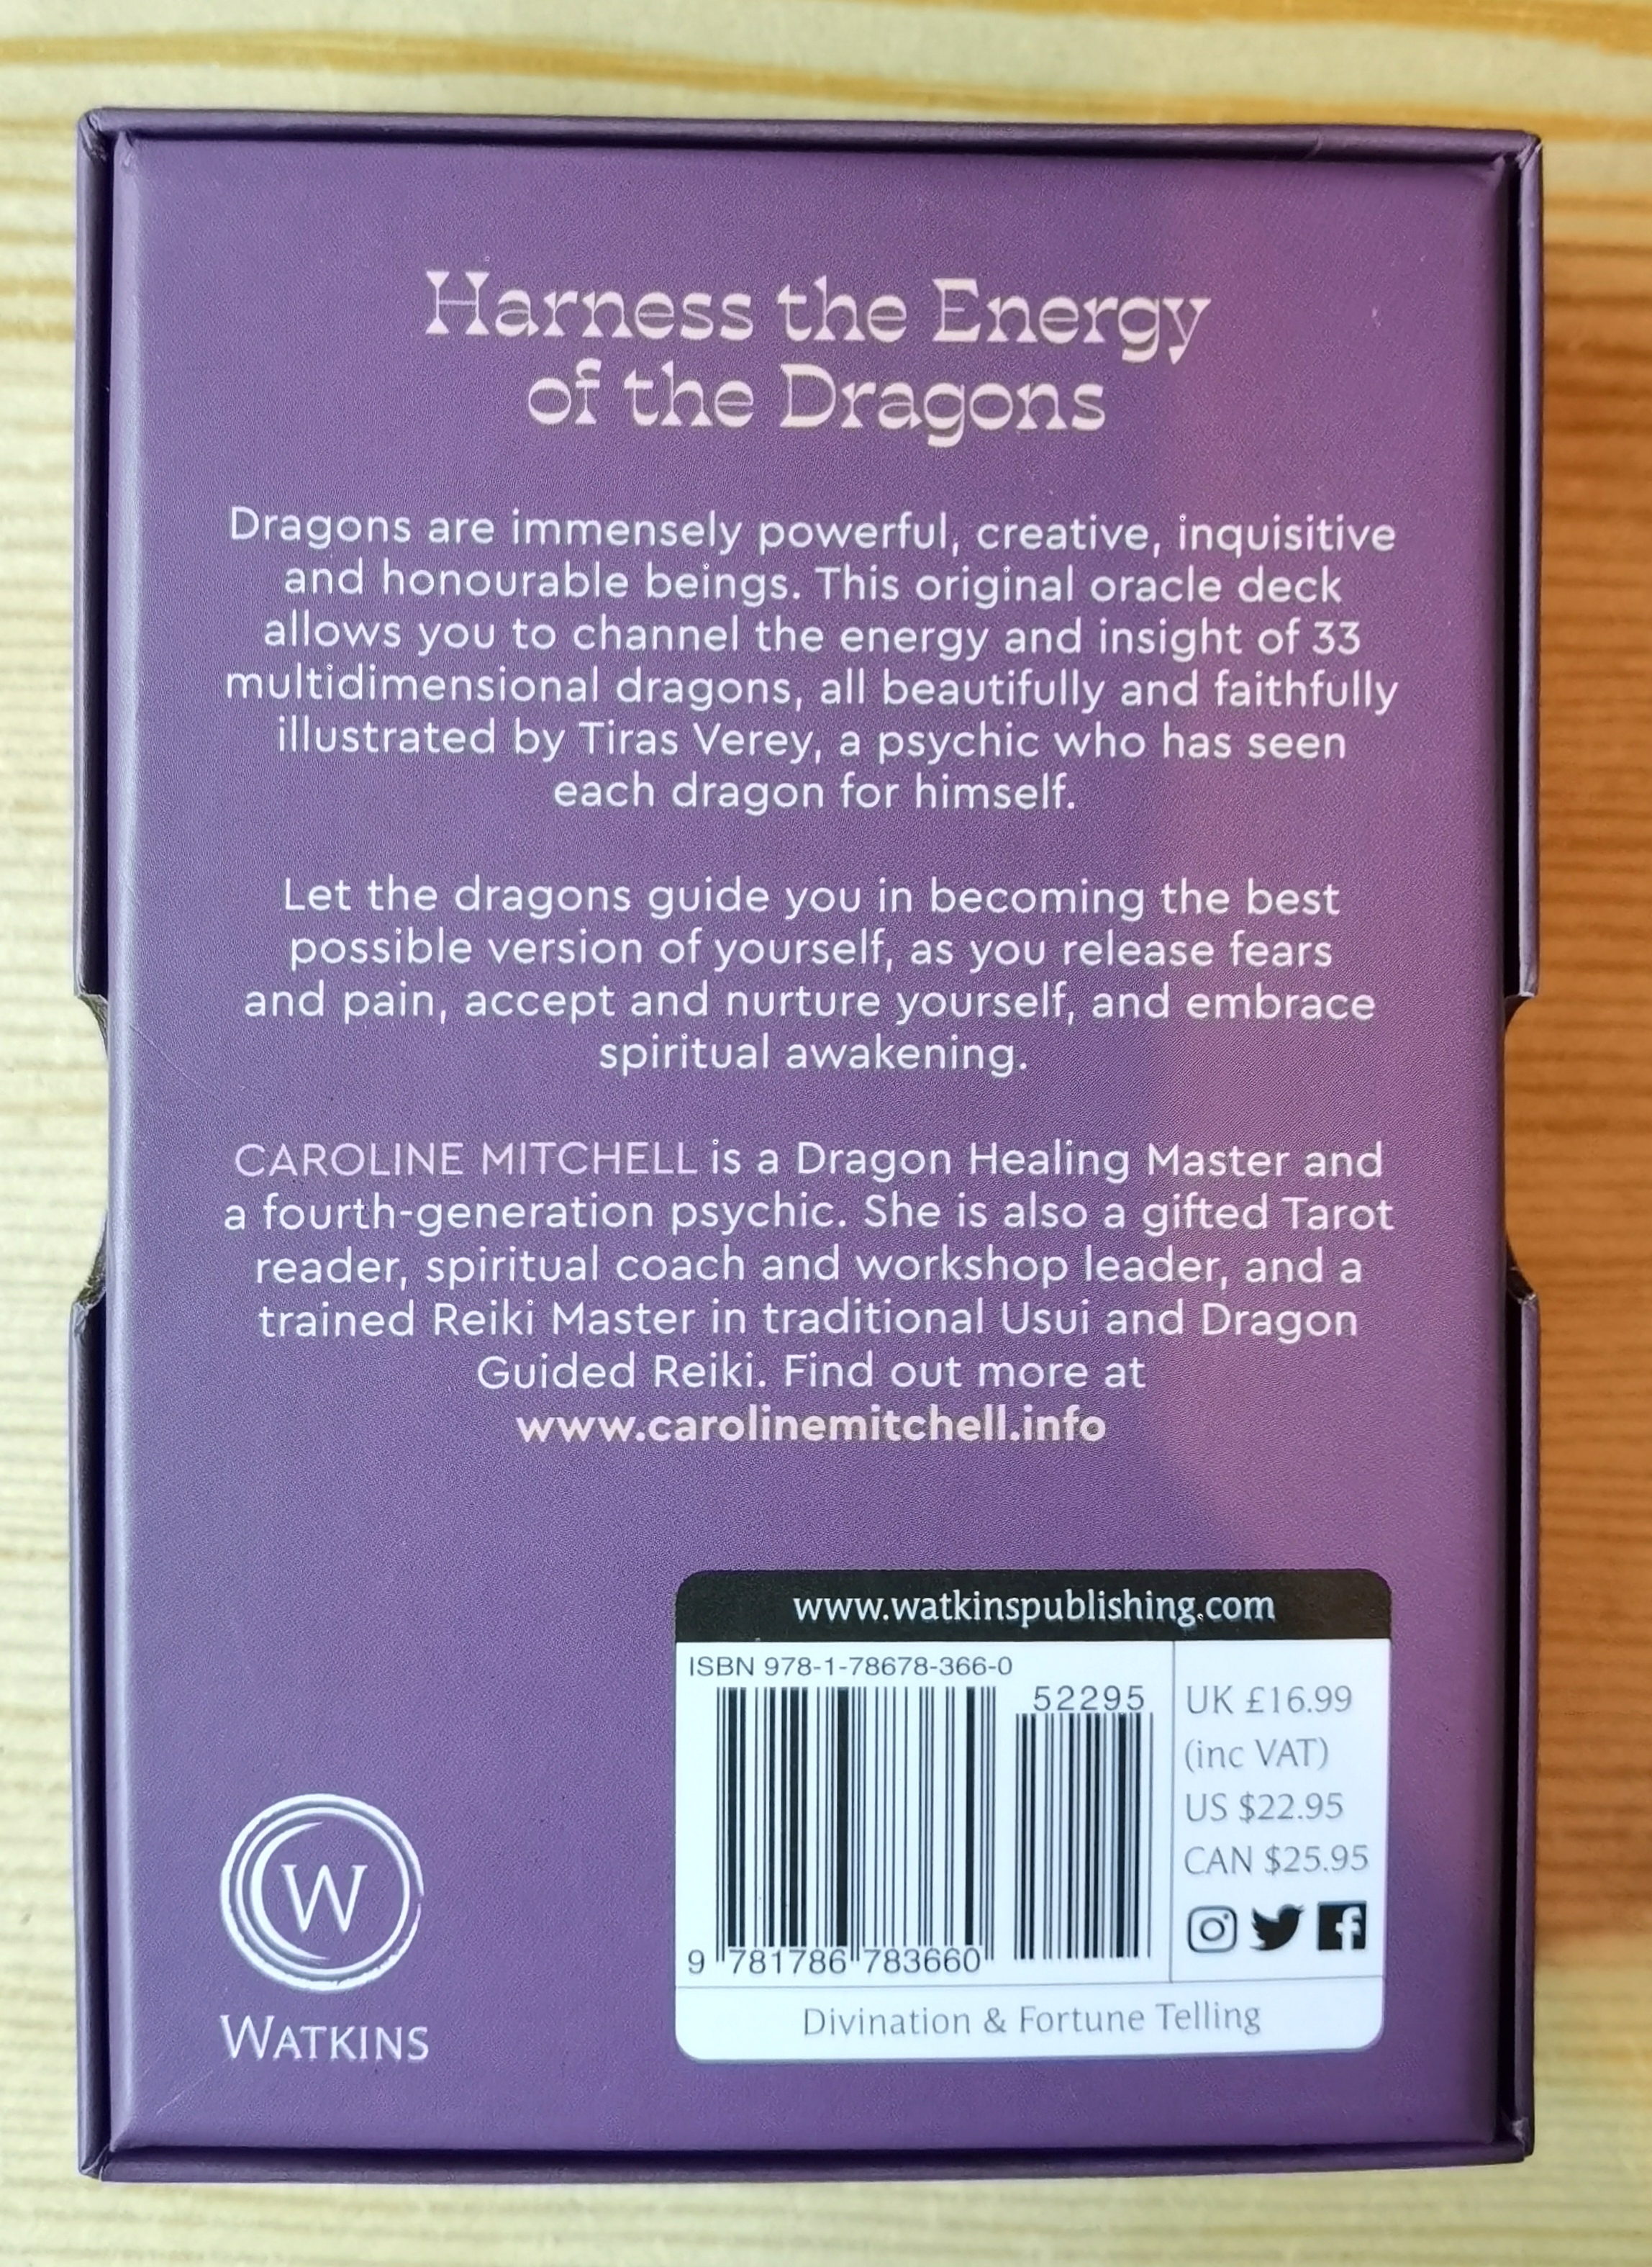 Harness the Energy
of the Dragons
Dragons are immensely powerful, creative, inquisitive
and honourable beings. This original oracle deck
allows you to channel the energy and insight of 33
multidimensional dragons, all beautifully and faithfully
illustrated by Tiras Verey, a psychic who has seen
each dragon for himself.
Let the dragons guide you in becoming the best
possible version of yourself, as you release fears
and pain, accept and nurture yourself, and embrace
spiritual awakening.
CAROLINE MITCHELL is a Dragon Healing Master and
a fourth-generation psychic. She is also a gifted Tarot
reader, spiritual coach and workshop leader, and a
trained Reiki Master in traditional Usui and Dragon
Guided Reiki. Find out more at
www.carolinemitchell.info
W
WATKINS
www.watkinspublishing.com
ISBN 978-1-78678-366-0
52295
9 781786 783660
UK £16.99
(inc VAT)
US $22.95
CAN $25.95
Divination & Fortune Telling